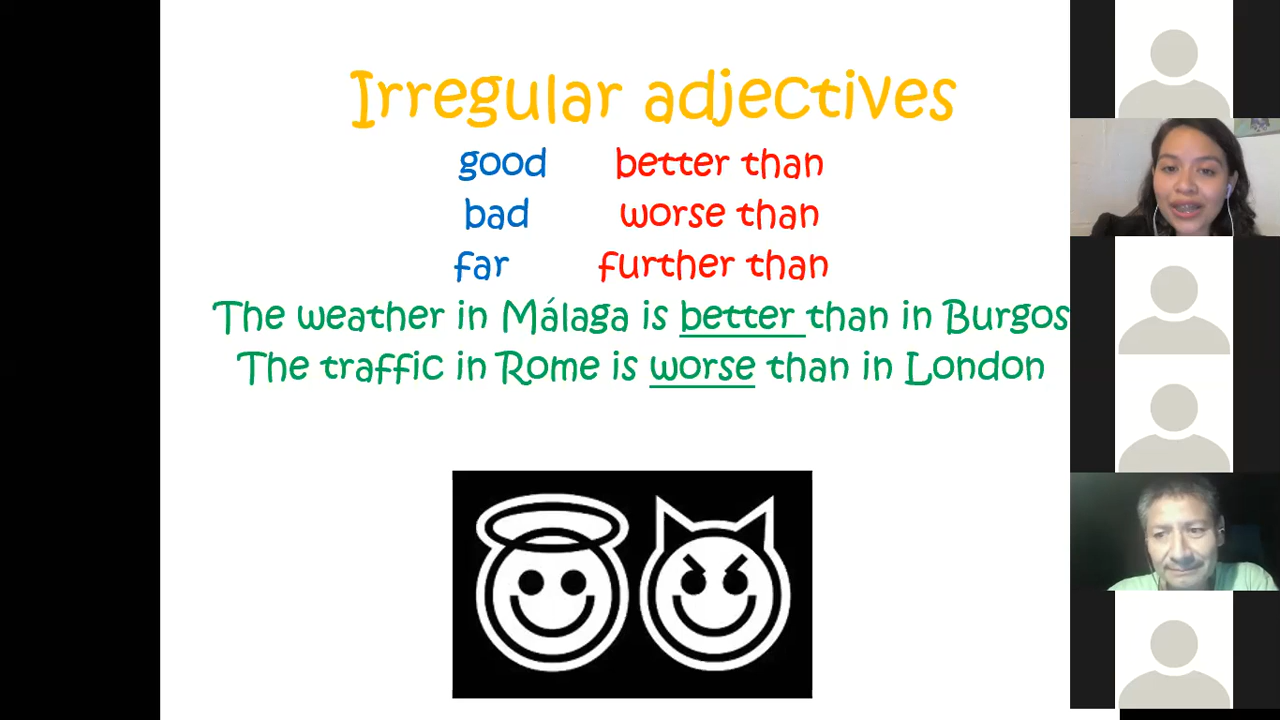 Irregular adjectives
good better than
bad worse than
far further than
The weather in Málaga is better than in Burgos
The traffic in Rome is worse than in London